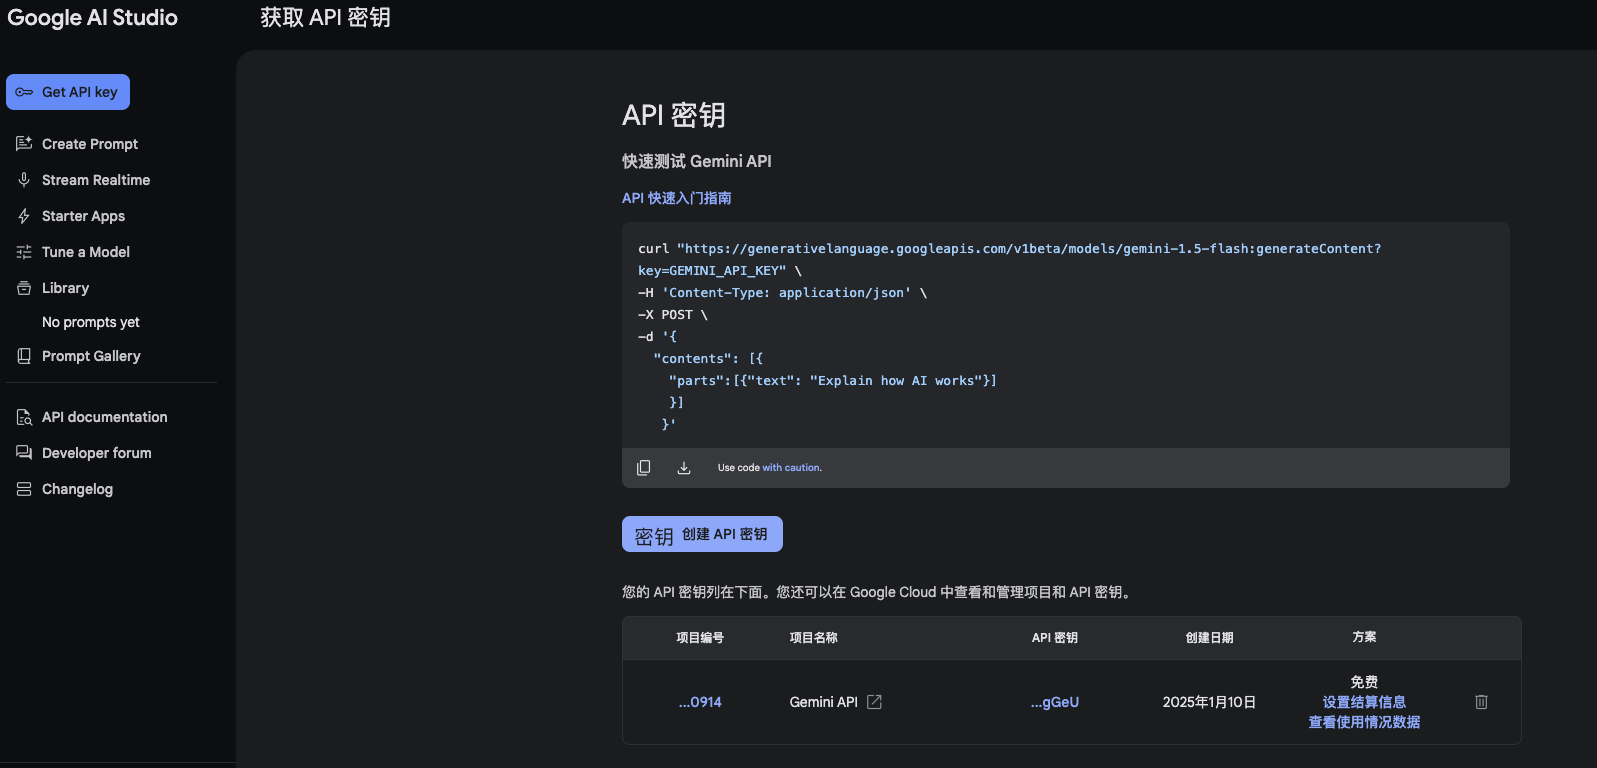 Google AI Studio
获取 API 密钥
Get API key
Create Prompt
Stream Realtime
Starter Apps
Tune a Model
Library
No prompts yet
Prompt Gallery
API documentation
Developer forum
Changelog
API 密钥
快速测试 Gemini API
API 快速入门指南
curl "https://generativelanguage.googleapis.com/v1beta/models/gemini-1.5-flash:generateContent?
key=GEMINI_API_KEY" \
-H 'Content-Type: application/json' \
-X POST \
-d '{
"contents": [{
"parts":[{"text": "Explain how AI works"}]
}]
}'
Use code with caution.
密钥 创建 API 密钥
您的 API 密钥列在下面。您还可以在 Google Cloud 中查看和管理项目和 API 密钥。
项目编号 项目名称 API 密钥 创建日期 方案
...0914 Gemini API ...gGeU 2025年1月10日 免费
设置结算信息
查看使用情况数据